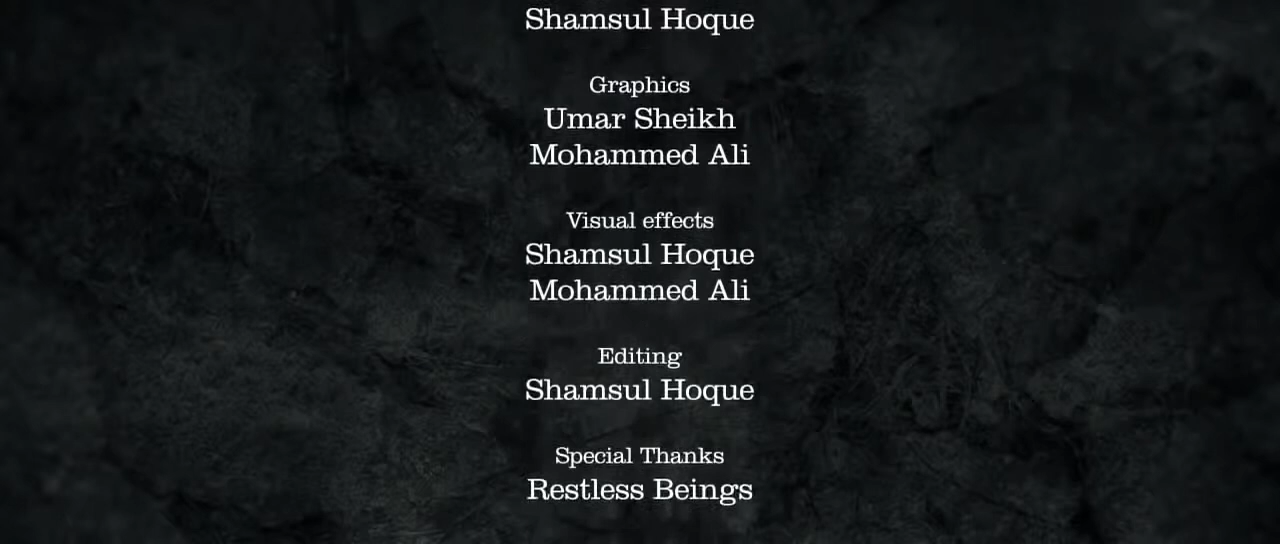 Shamsul Hoque
Graphics
Umar Sheikh
Mohammed Ali
Visual effects
Shamsul Hoque
Mohammed Ali
Editing
Shamsul Hoque
Special Thanks
Restless Beings